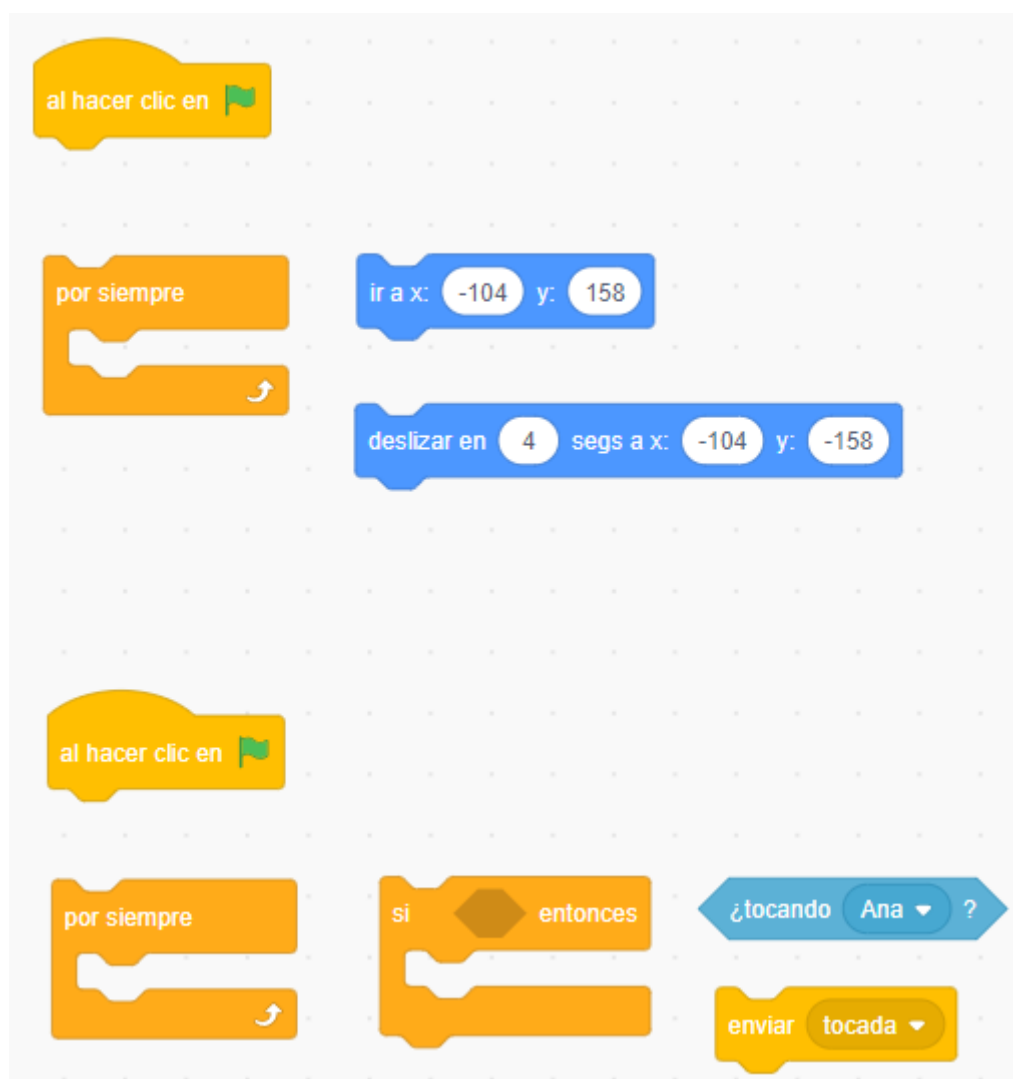 al hacer clic en
por siempre
ir a x: -104 y: 158
deslizar en 4 segs a x: -104 y: -158
al hacer clic en
por siempre
si entonces
¿tocando Ana ?
enviar tocada